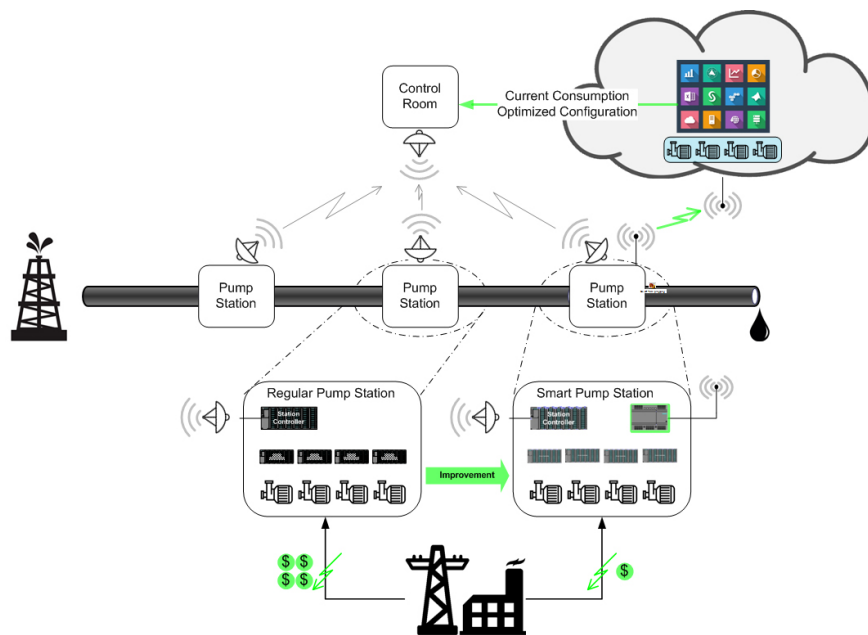 Control
Room
Current Consumption
Optimized Configuration
Pump
Station
Pump
Station
Pump
Station
Regular Pump Station
Station
Controller
Smart Pump Station
Station
Controller
Improvement
$ $
$ $
$